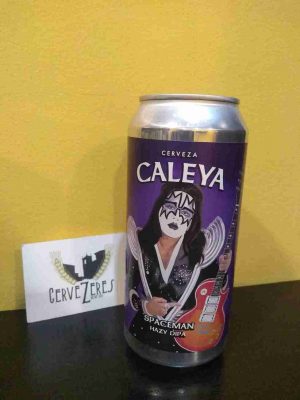 CERVEZA
CALEYA
SPACEMAN
HAZY DIPA
CERVEZERES